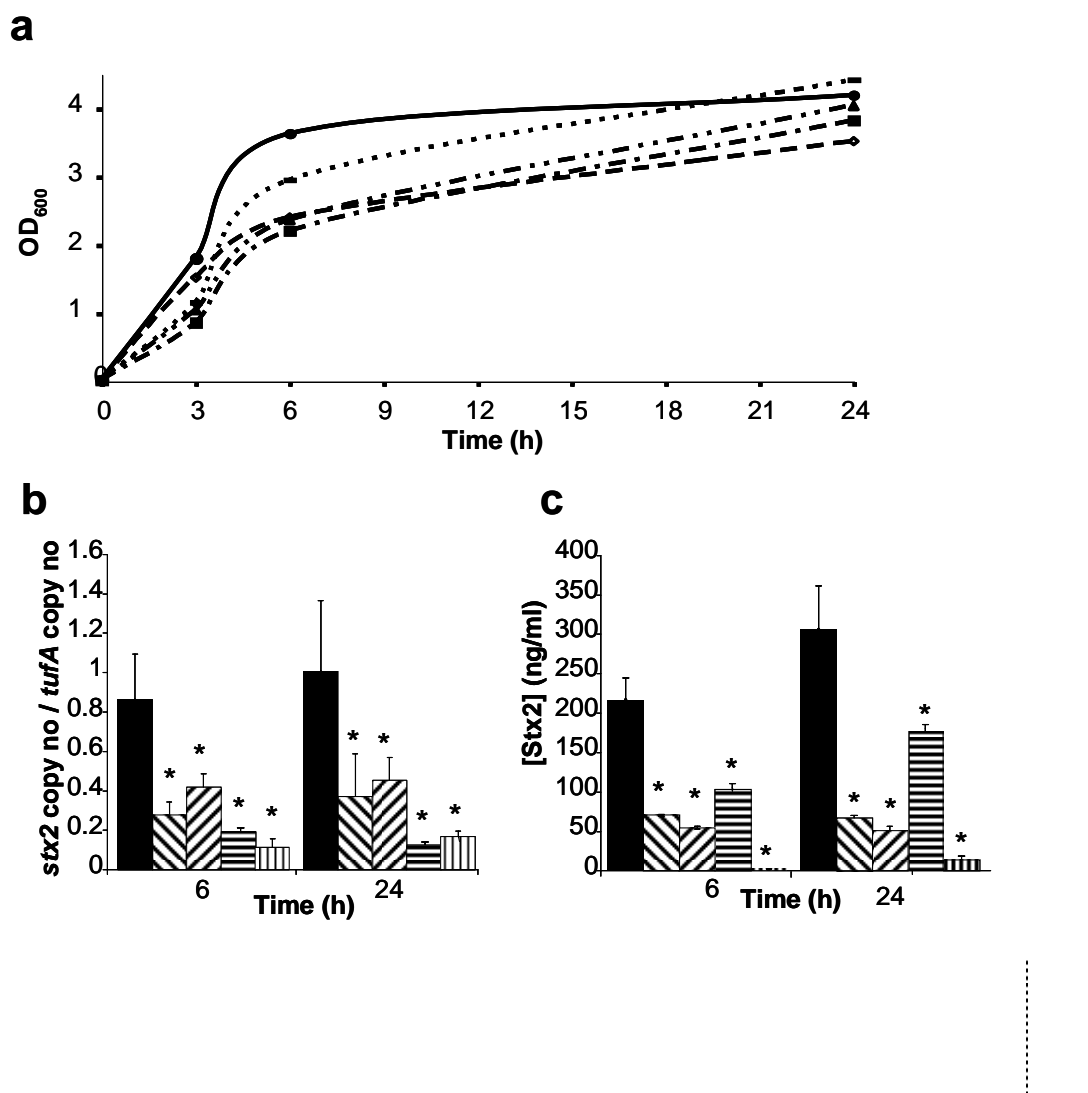 a
4
3
2
1
0
OD600
0 3 6 9 12 15 18 21 24
Time (h)
b
1.6
1.4
1.2
1
0.8
0.6
0.4
0.2
0
stx2 copy no / tufA copy no
* * * * * * * *
6 24
Time (h)
c
400
350
300
250
200
150
100
50
0
[Stx2] (ng/ml)
* * * * * * * *
6 24
Time (h)